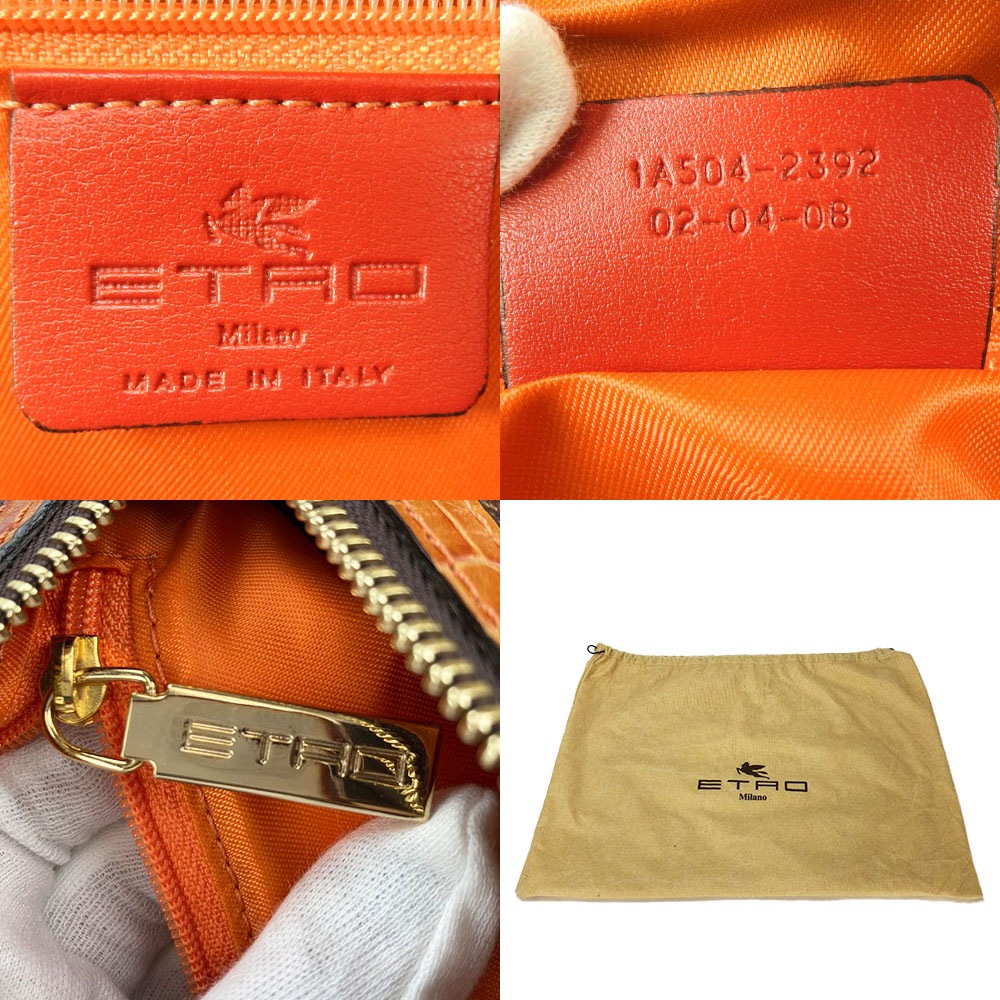 ETRO
Milano
MADE IN ITALY
1A504-2392
02-04-08
ETRO
ETRO
Milano